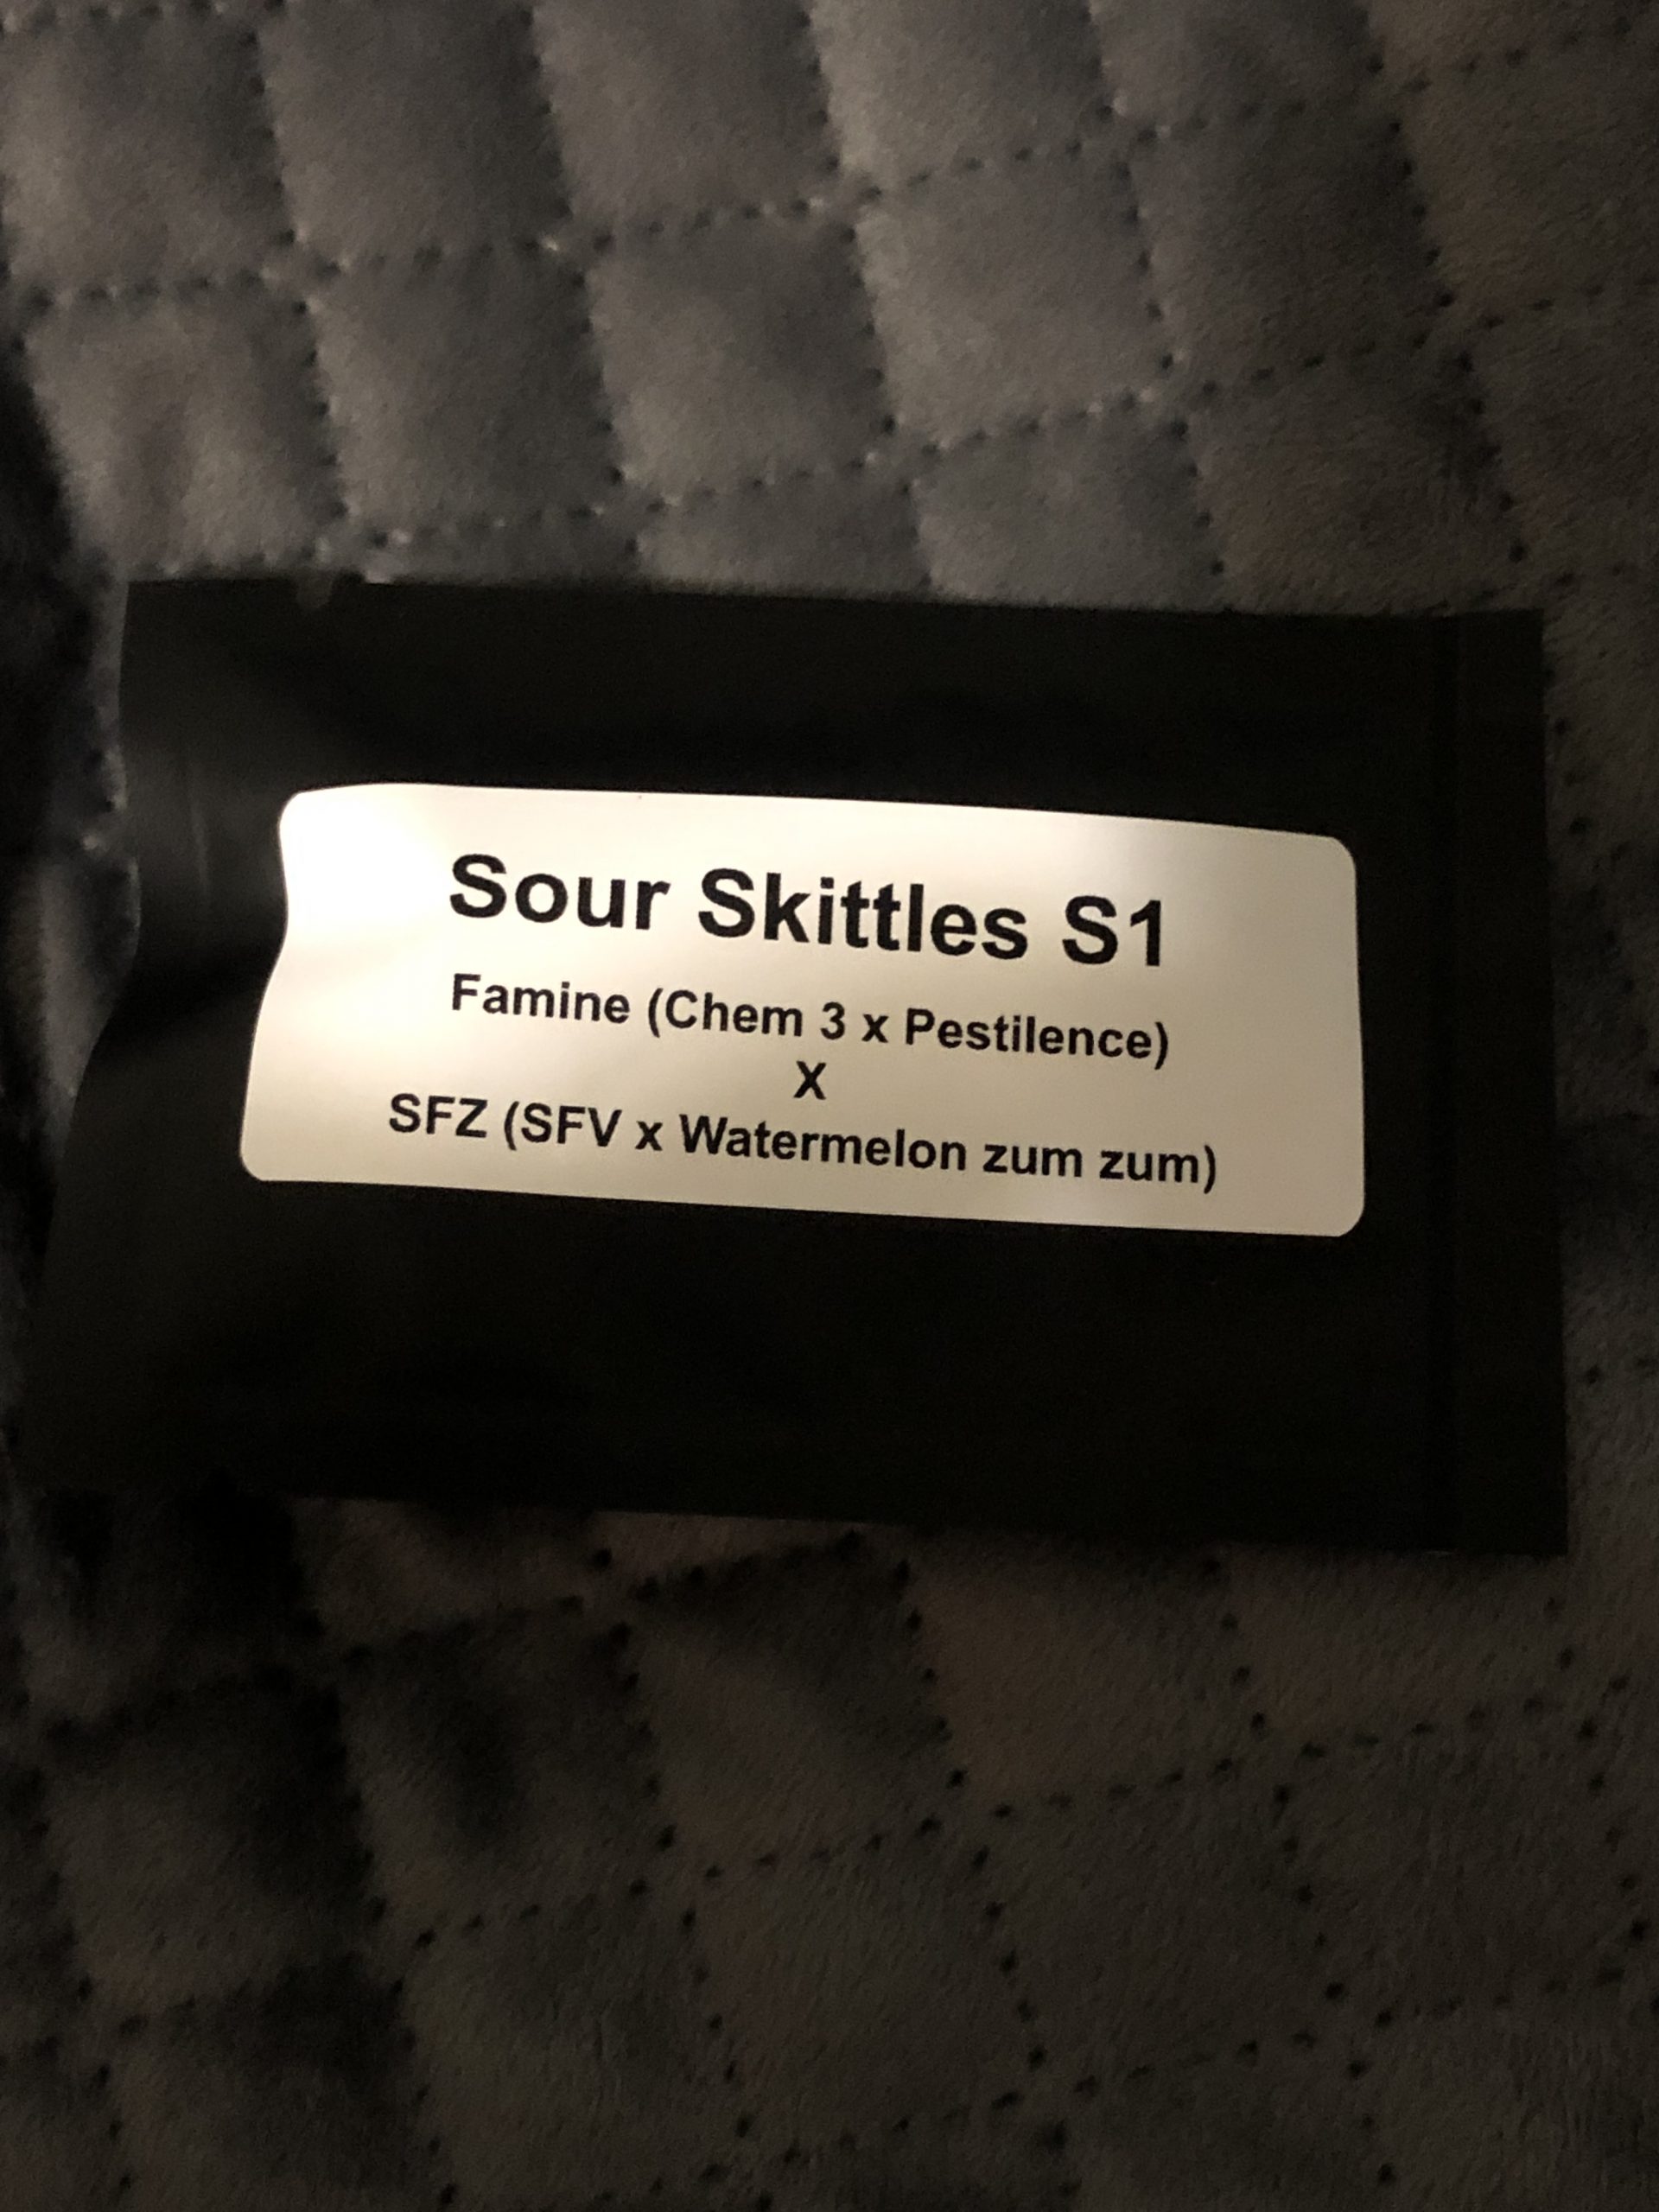 Sour Skittles S1
Famine (Chem 3 x Pestilence)
X
SFZ (SFV x Watermelon zum zum)